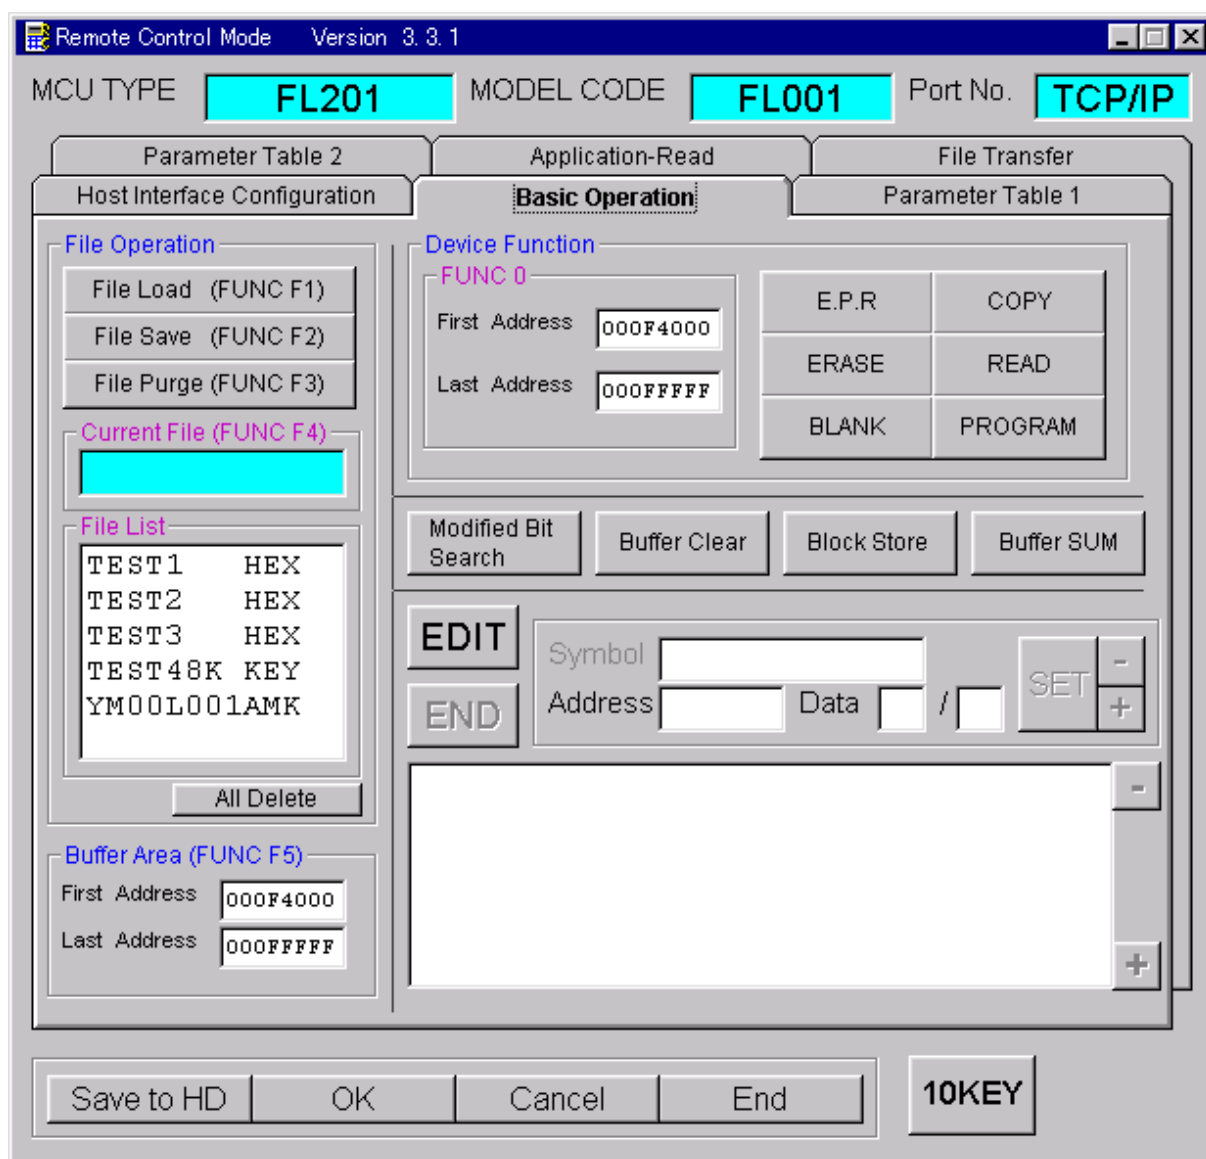 Remote Control Mode Version 3. 3. 1
MCU TYPE FL201 MODEL CODE FL001 Port No. TCP/IP
Parameter Table 2 Application-Read File Transfer
Host Interface Configuration Basic Operation Parameter Table 1
File Operation
File Load (FUNC F1)
File Save (FUNC F2)
File Purge (FUNC F3)
Current File (FUNC F4)
File List
TEST1 HEX
TEST2 HEX
TEST3 HEX
TEST48K KEY
YM00L001AMK
All Delete
Buffer Area (FUNC F5)
First Address 000F4000
Last Address 000FFFFF
Device Function
FUNC 0
First Address 000F4000
Last Address 000FFFFF
E.P.R COPY
ERASE READ
BLANK PROGRAM
Modified Bit
Search
Buffer Clear
Block Store
Buffer SUM
EDIT
END
Symbol
Address Data /
SET
-
+
-
+
Save to HD OK Cancel End
10KEY